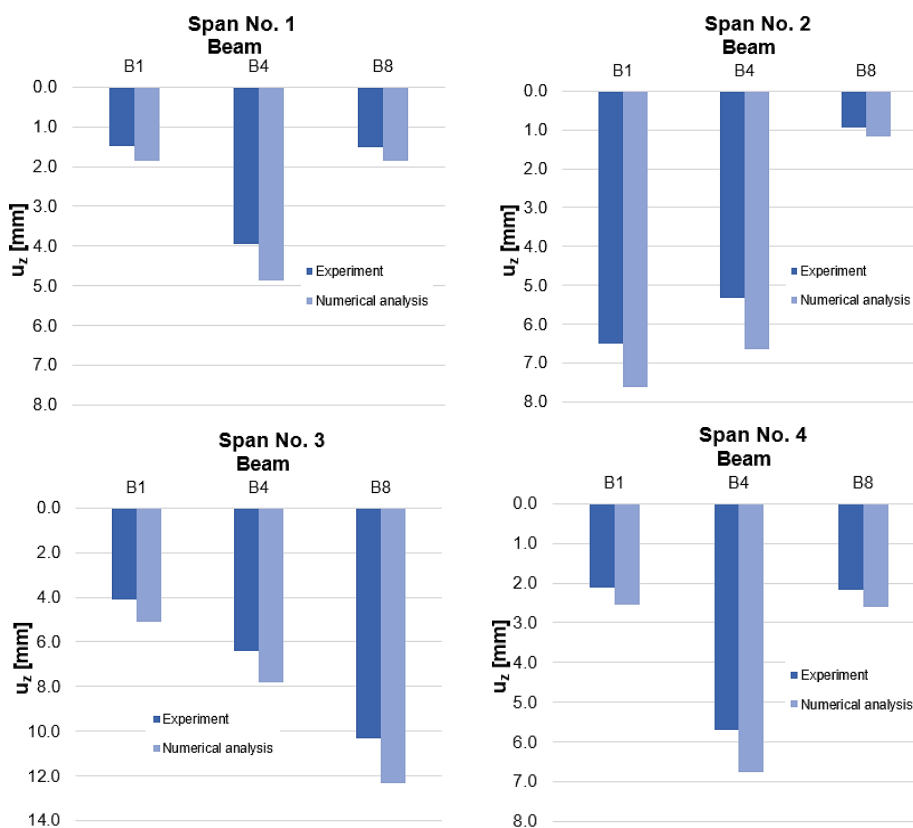 Span No. 1
Beam
B1 B4 B8
0.0
1.0
2.0
3.0
4.0
5.0
6.0
7.0
8.0
uz [mm]
Experiment
Numerical analysis
Span No. 2
Beam
B1 B4 B8
0.0
1.0
2.0
3.0
4.0
5.0
6.0
7.0
8.0
uz [mm]
Experiment
Numerical analysis
Span No. 3
Beam
B1 B4 B8
0.0
2.0
4.0
6.0
8.0
10.0
12.0
14.0
uz [mm]
Experiment
Numerical analysis
Span No. 4
Beam
B1 B4 B8
0.0
1.0
2.0
3.0
4.0
5.0
6.0
7.0
8.0
uz [mm]
Experiment
Numerical analysis